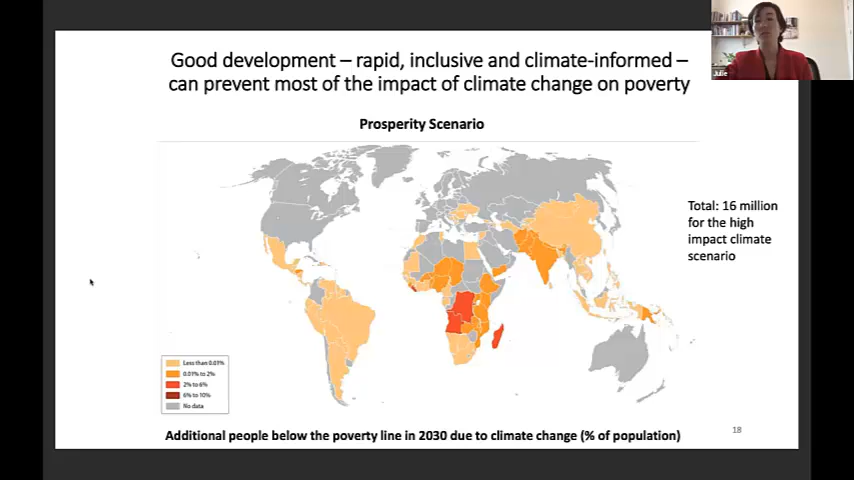 Good development – rapid, inclusive and climate-informed –
can prevent most of the impact of climate change on poverty
Julie
Prosperity Scenario
Total: 16 million
for the high
impact climate
scenario
Less than 0.01%
0.01% to 2%
2% to 6%
6% to 10%
No data
Additional people below the poverty line in 2030 due to climate change (% of population)
18